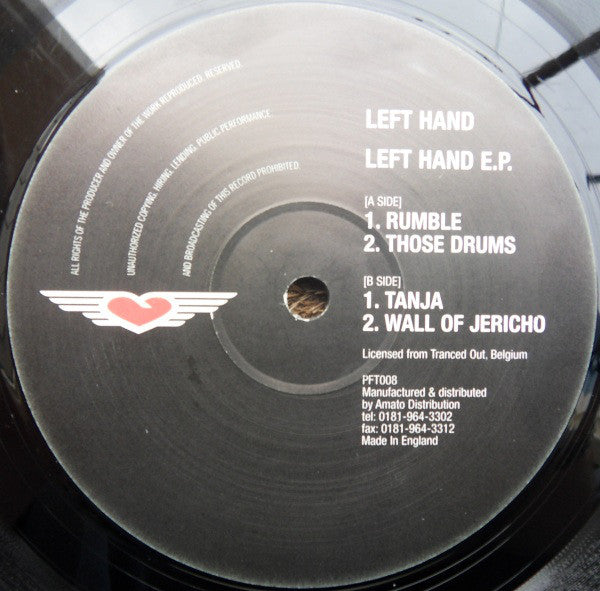 ALL RIGHTS OF THE PRODUCER AND OWNER OF THE WORK REPRODUCED. RESERVED.
UNAUTHORIZED COPYING. HIRING. LENDING. PUBLIC PERFORMANCE.
AND BROADCASTING OF THIS RECORD PROHIBITED.
LEFT HAND
LEFT HAND E.P.
[A SIDE]
1. RUMBLE
2. THOSE DRUMS
[B SIDE]
1. TANJA
2. WALL OF JERICHO
Licensed from Tranced Out, Belgium
PFT008
Manufactured & distributed
by Amato Distribution
tel: 0181-964-3302
fax: 0181-964-3312
Made In England